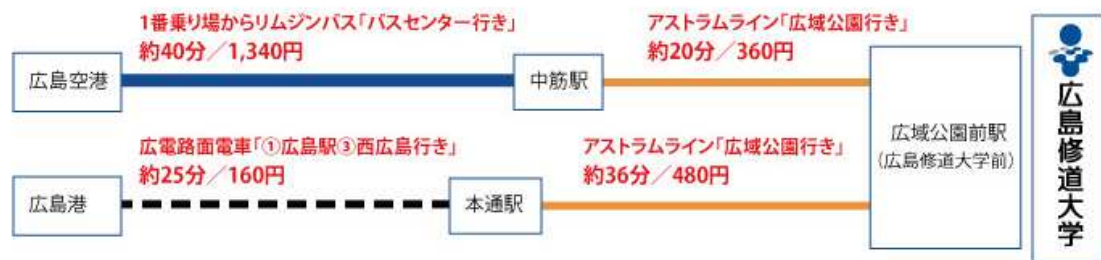 1番乗り場からリムジンバス「バスセンター行き」
約40分／1,340円
アストラムライン「広域公園行き」
約20分／360円
広島空港
中筋駅
広電路面電車「①広島駅③西広島行き」
約25分／160円
アストラムライン「広域公園行き」
約36分／480円
広島港
本通駅
広域公園前駅
(広島修道大学前)
広島修道大学